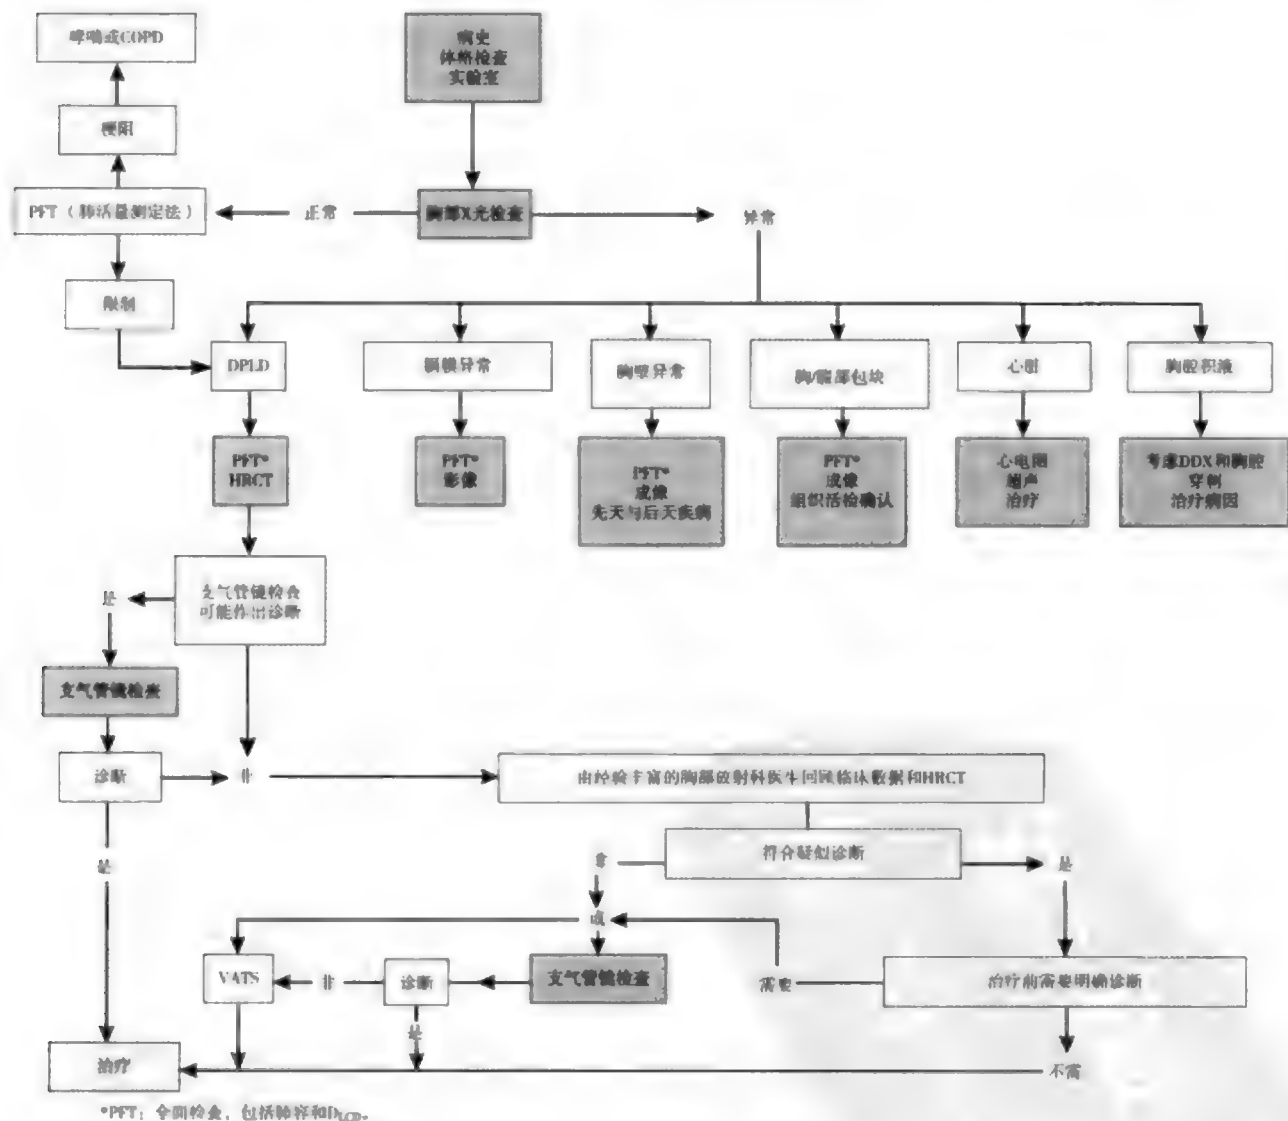 哮喘或COPD
病史
体格检查
实验室
梗阻
PFT（肺活量测定法）
正常
胸部X光检查
异常
限制
DPLD
膈膜异常
胸壁异常
胸/腹部包块
心脏
胸腔积液
PFT*
HRCT
PFT*
影像
PFT*
成像
先天与后天疾病
PFT*
成像
组织活检确认
心电图
超声
治疗
考虑DDX和胸腔
穿刺
治疗病因
支气管镜检查
可能作出诊断
是
支气管镜检查
诊断
非
由经验丰富的胸部放射科医生回顾临床数据和HRCT
符合疑似诊断
是
是
或
VATS
非
诊断
支气管镜检查
需要
治疗前需要明确诊断
是
治疗
不需
*PFT：全面检查，包括肺容和DLCO。